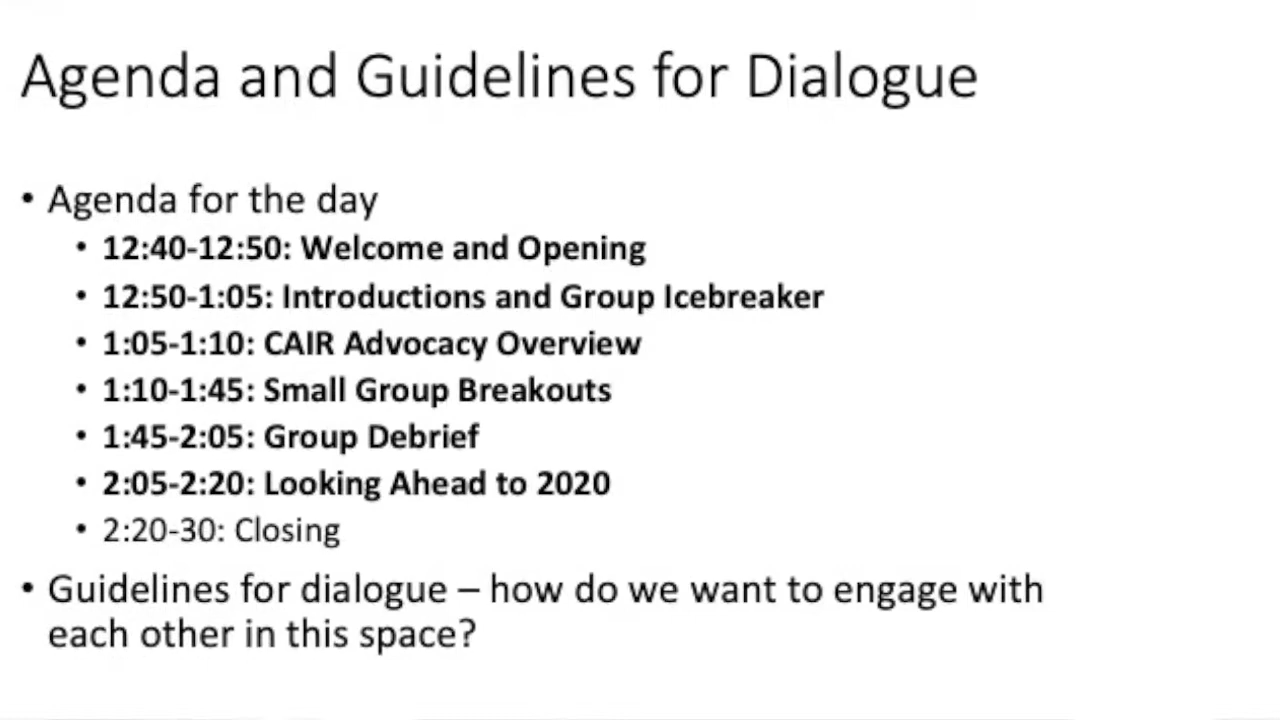 Agenda and Guidelines for Dialogue
• Agenda for the day
• 12:40-12:50: Welcome and Opening
• 12:50-1:05: Introductions and Group Icebreaker
• 1:05-1:10: CAIR Advocacy Overview
• 1:10-1:45: Small Group Breakouts
• 1:45-2:05: Group Debrief
• 2:05-2:20: Looking Ahead to 2020
• 2:20-30: Closing
• Guidelines for dialogue – how do we want to engage with
each other in this space?